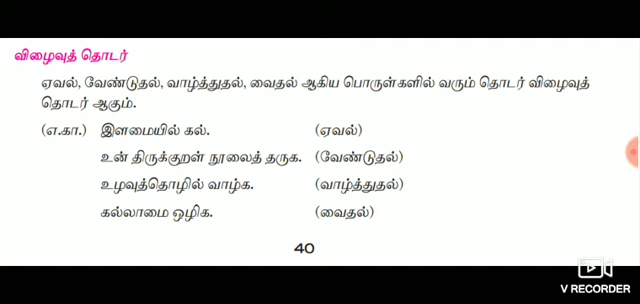 விழைவுத் தொடர்
ஏவல், வேண்டுதல், வாழ்த்துதல், வைதல் ஆகிய பொருள்களில் வரும் தொடர் விழைவுத்
தொடர் ஆகும்.
(எ.கா.) இளமையில் கல். (ஏவல்)
உன் திருக்குறள் நூலைத் தருக. (வேண்டுதல்)
உழவுத்தொழில் வாழ்க. (வாழ்த்துதல்)
கல்லாமை ஒழிக. (வைதல்)
40
V RECORDER